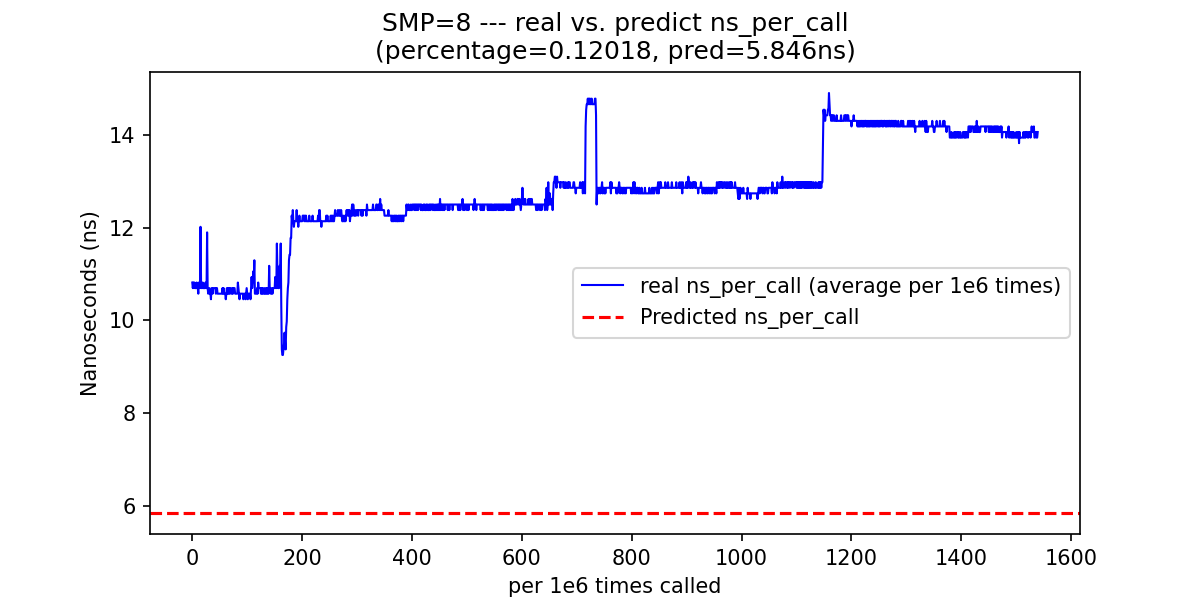 SMP=8 --- real vs. predict ns_per_call
(percentage=0.12018, pred=5.846ns)
Nanoseconds (ns)
14
12
10
8
6
real ns_per_call (average per 1e6 times)
Predicted ns_per_call
0 200 400 600 800 1000 1200 1400 1600
per 1e6 times called